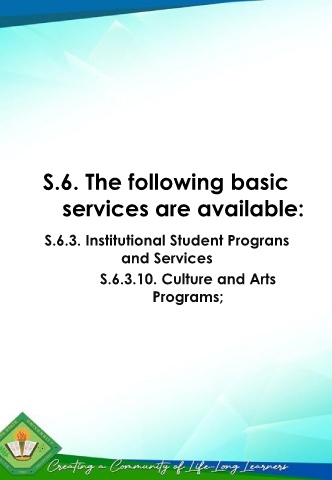 S.6. The following basic
services are available:
S.6.3. Institutional Student Prograns
and Services
S.6.3.10. Culture and Arts
Programs;
Creating a Community of Life-Long Learners